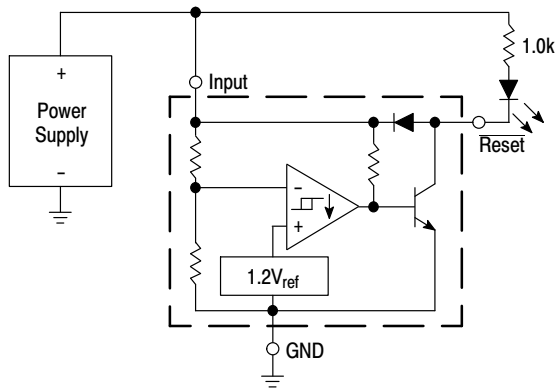 1.0k
+
Input
Power
Supply
-
Reset
-
+
1.2Vref
GND